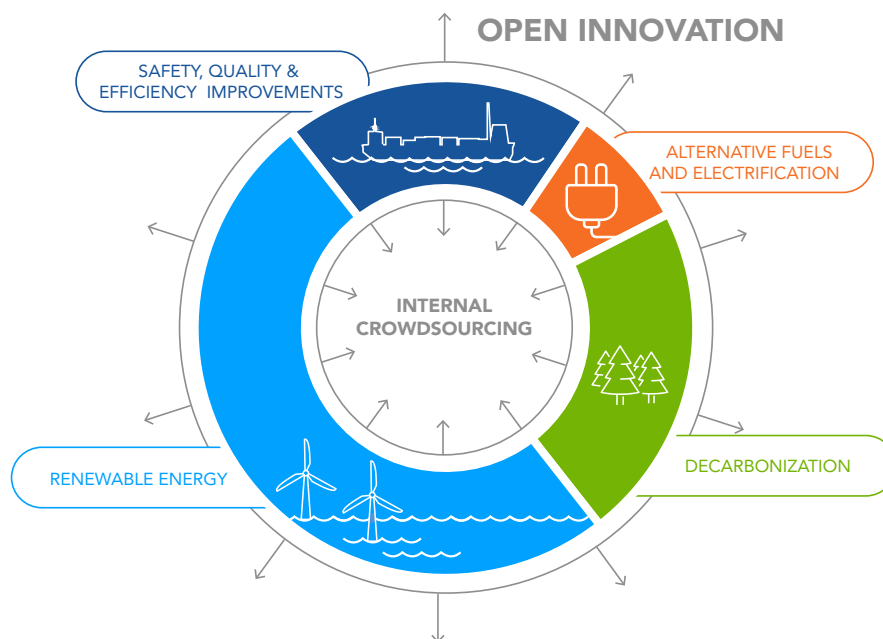 OPEN INNOVATION
SAFETY, QUALITY &
EFFICIENCY IMPROVEMENTS
ALTERNATIVE FUELS
AND ELECTRIFICATION
INTERNAL
CROWDSOURCING
RENEWABLE ENERGY
DECARBONIZATION